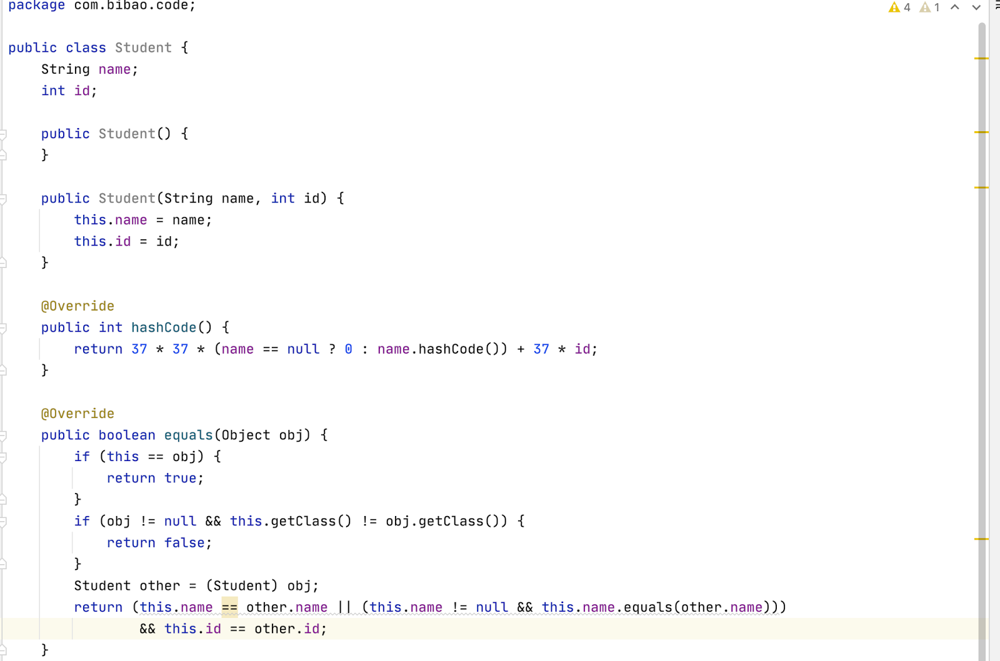 package com.bibao.code;
4 1
public class Student {
String name;
int id;
public Student() {
}
public Student(String name, int id) {
this.name = name;
this.id = id;
}
@Override
public int hashCode() {
return 37 * 37 * (name == null ? 0 : name.hashCode()) + 37 * id;
}
@Override
public boolean equals(Object obj) {
if (this == obj) {
return true;
}
if (obj != null && this.getClass() != obj.getClass()) {
return false;
}
Student other = (Student) obj;
return (this.name == other.name || (this.name != null && this.name.equals(other.name)))
&& this.id == other.id;
}